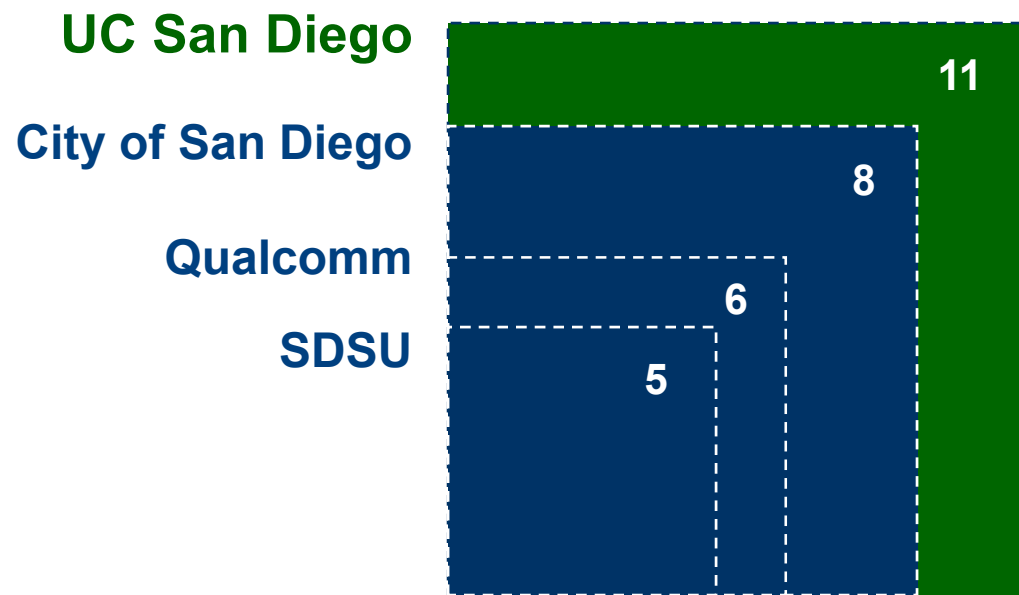 UC San Diego
11
City of San Diego
8
Qualcomm
6
SDSU
5